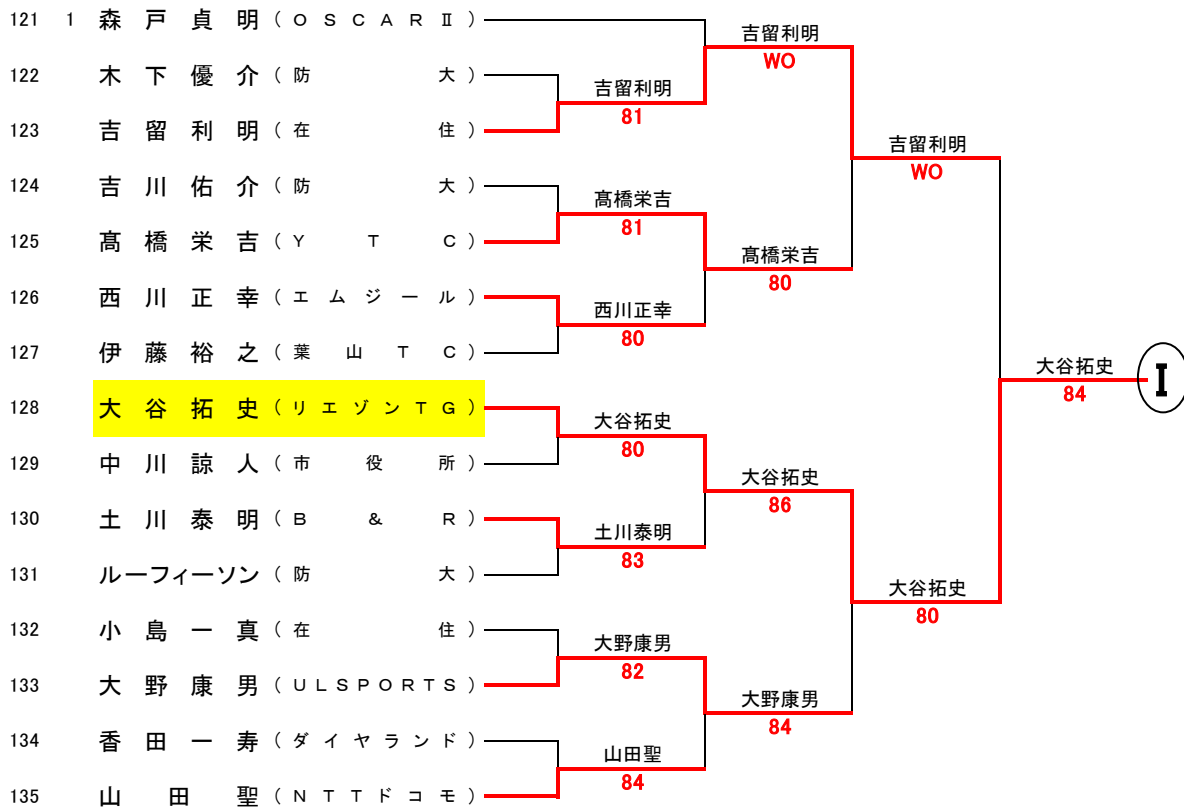 121 1 森戸貞明(OSCARⅡ)
122 木下優介(防大)
123 吉留利明(在住)
124 吉川佑介(防大)
125 髙橋栄吉(YTC)
126 西川正幸(エムジール)
127 伊藤裕之(葉山TC)
128 大谷拓史(リエゾンTG)
129 中川諒人(市役所)
130 土川泰明(B&R)
131 ルーフィーソン(防大)
132 小島一真(在住)
133 大野康男(ULSPORTS)
134 香田一寿(ダイヤランド)
135 山田聖(NTTドコモ)
吉留利明
81
髙橋栄吉
81
西川正幸
80
大谷拓史
80
土川泰明
83
大野康男
82
山田聖
84
吉留利明
WO
髙橋栄吉
80
大谷拓史
86
大野康男
84
吉留利明
WO
大谷拓史
80
大谷拓史
84
I